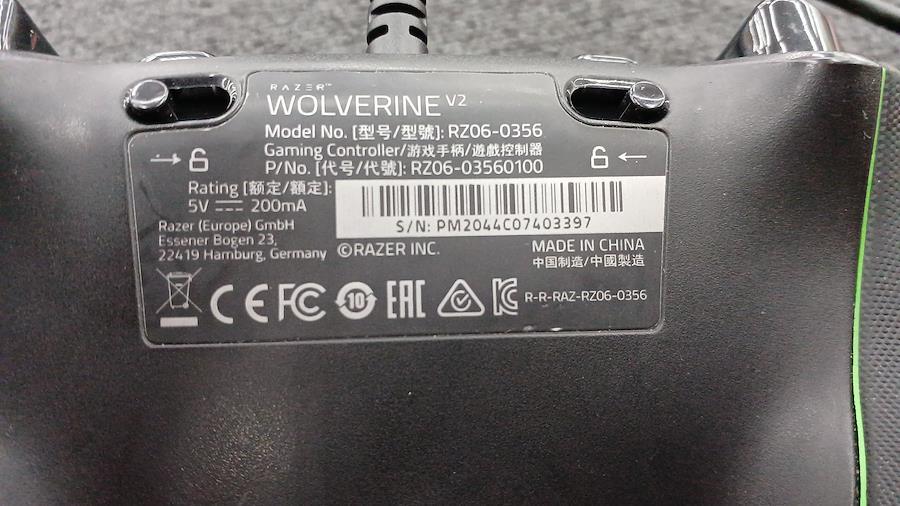 RAZER™
WOLVERINE V2
Model No. [型号/型號]: RZ06-0356
Gaming Controller/游戏手柄/遊戲控制器
P/No. [代号/代號]: RZ06-03560100
Rating [额定/額定]:
5V ⎓ 200mA
S/N: PM2044C07403397
Razer (Europe) GmbH
Essener Bogen 23,
22419 Hamburg, Germany
©RAZER INC.
MADE IN CHINA
中国制造/中國製造
CE FC 10 EAC R-R-RAZ-RZ06-0356